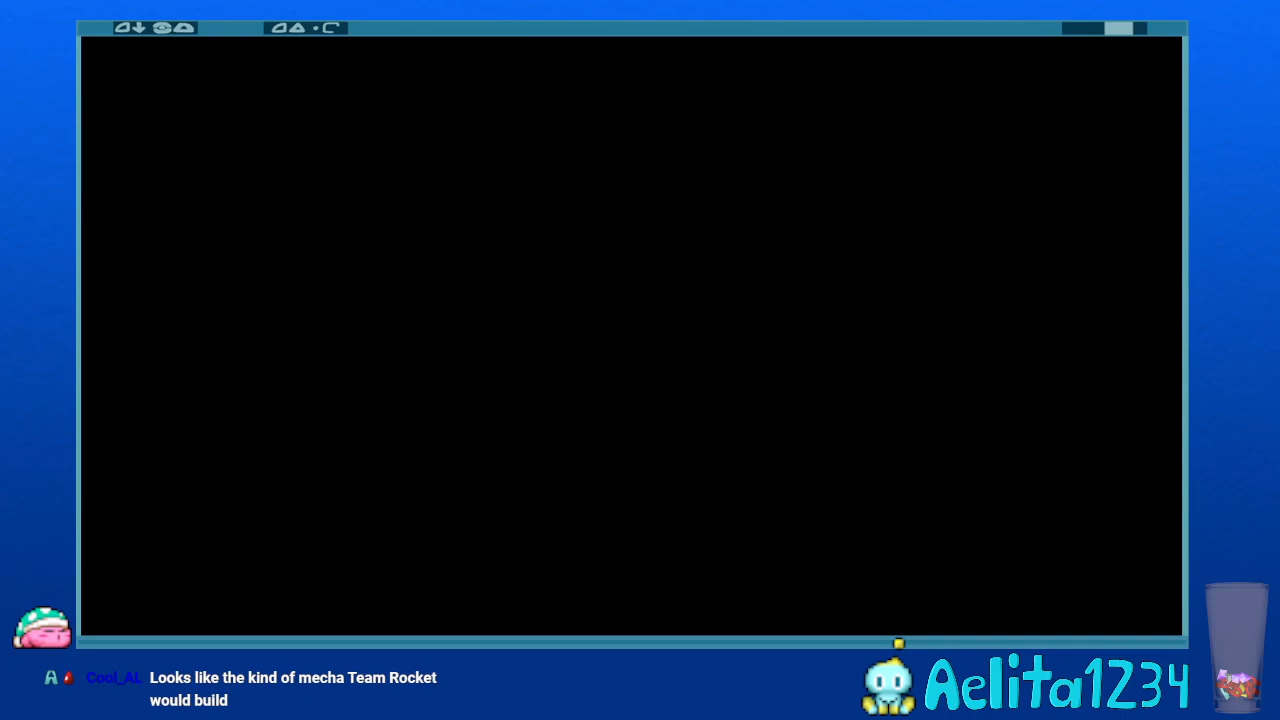 Cool_AL Looks like the kind of mecha Team Rocket
would build
Aelita1234